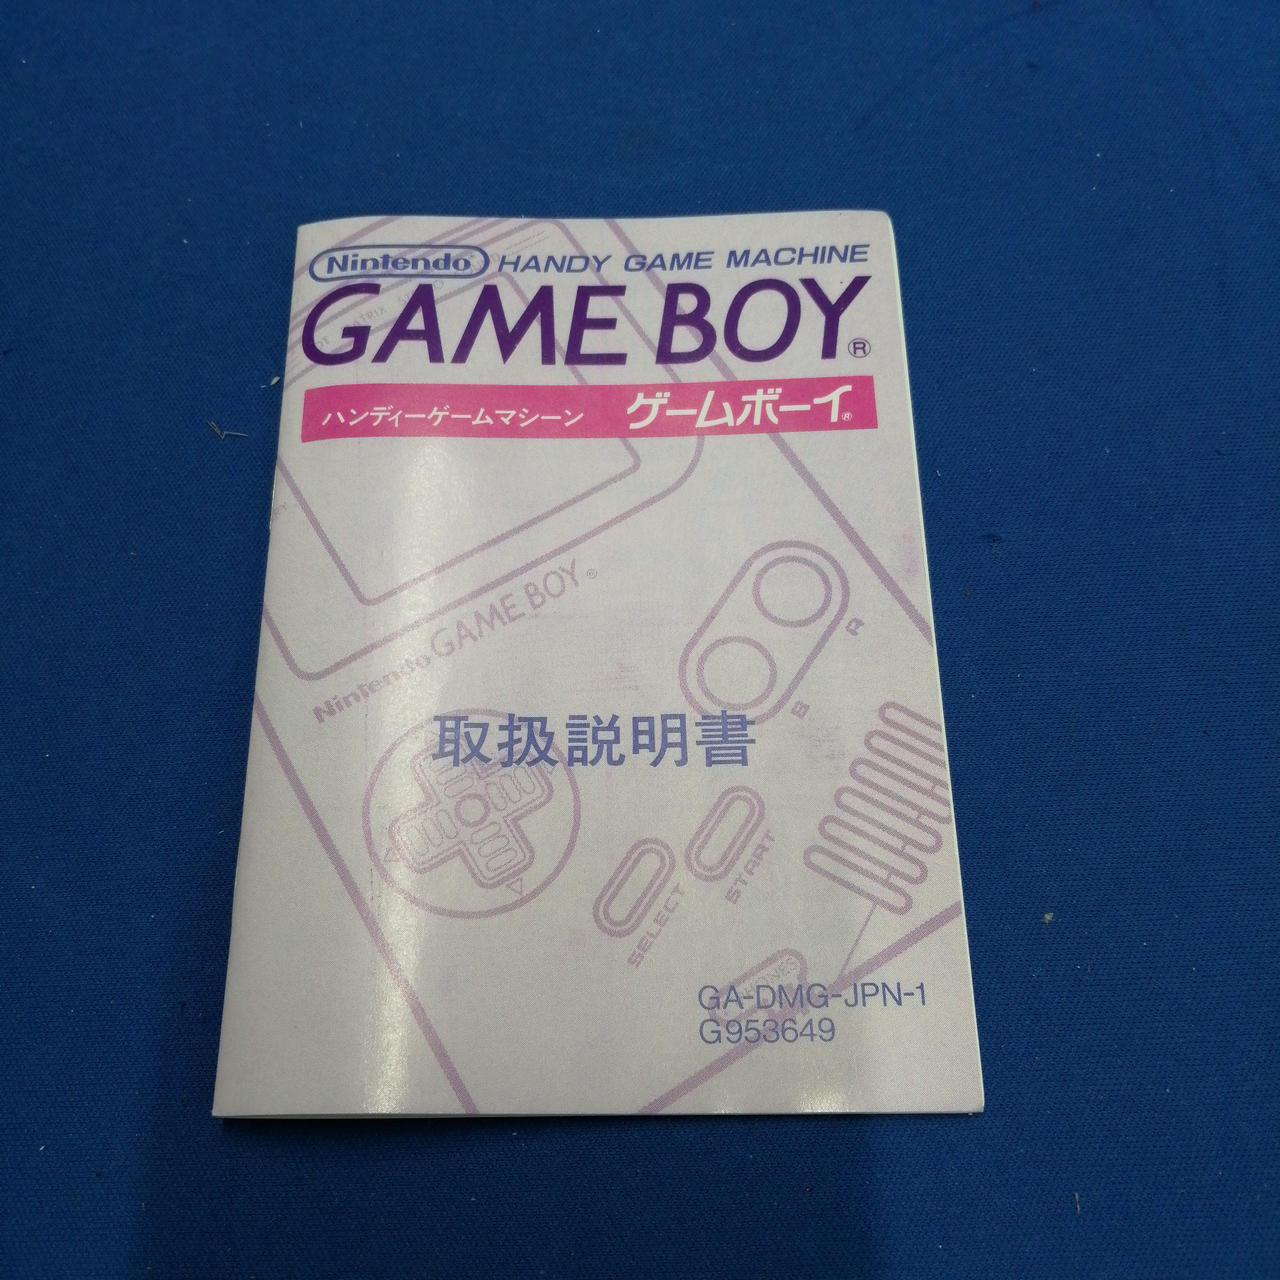 Nintendo HANDY GAME MACHINE
GAME BOY®
ハンディーゲームマシーン ゲームボーイ®
Nintendo GAME BOY®
A
B
取扱説明書
SELECT
START
GA-DMG-JPN-1
G953649